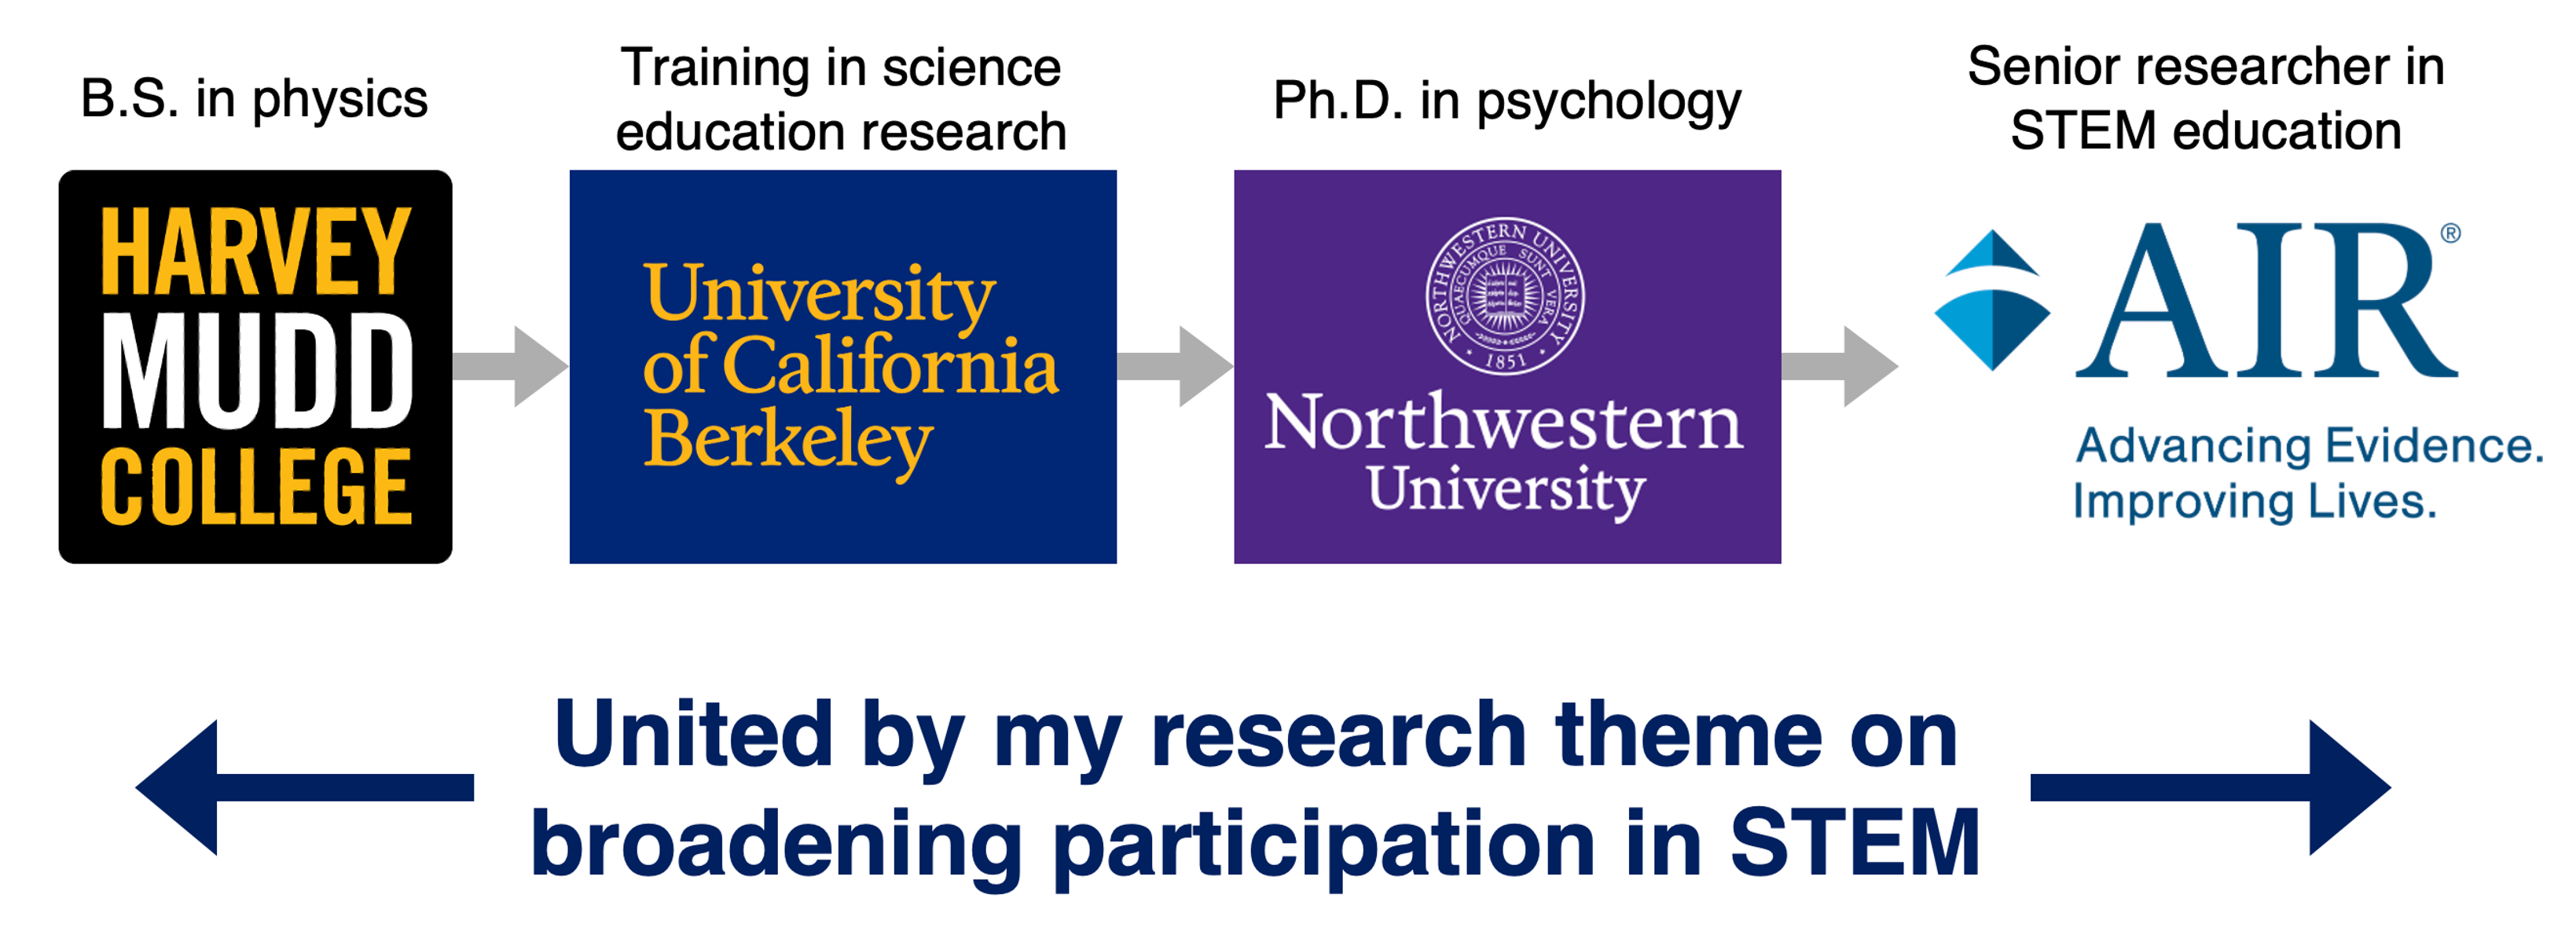 B.S. in physics
Training in science
education research
Ph.D. in psychology
Senior researcher in
STEM education
HARVEY
MUDD
COLLEGE
University
of California
Berkeley
NORTHWESTERN UNIVERSITY
QUAECUMQUE SUNT VERA
1851
Northwestern
University
AIR®
Advancing Evidence.
Improving Lives.
United by my research theme on
broadening participation in STEM